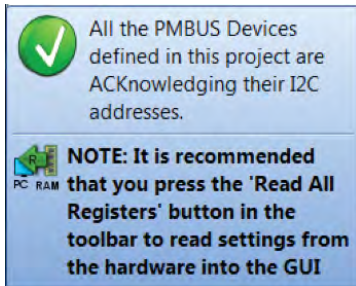 All the PMBUS Devices
defined in this project are
ACKnowledging their I2C
addresses.
R
PC RAM
NOTE: It is recommended
that you press the 'Read All
Registers' button in the
toolbar to read settings from
the hardware into the GUI